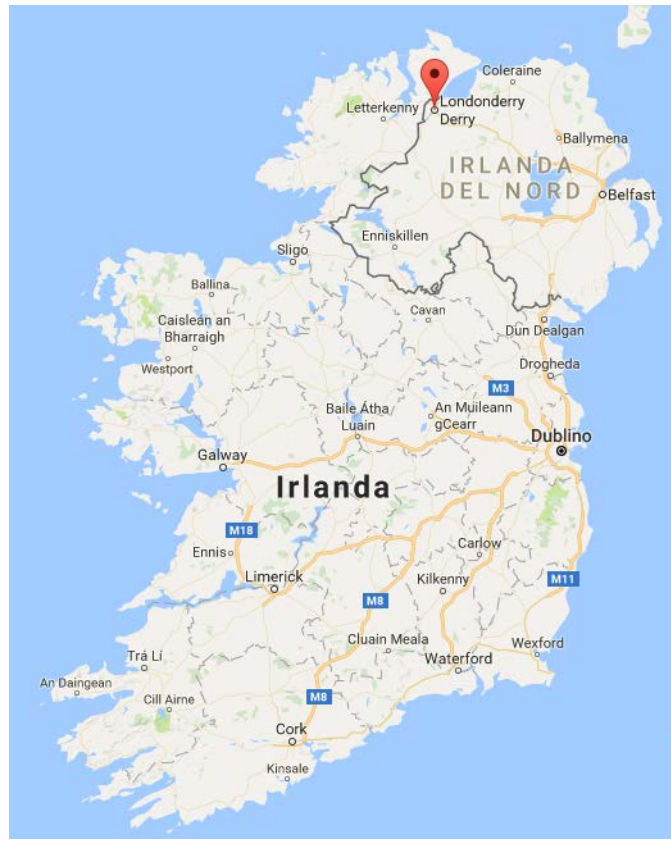 Coleraine
Londonderry
Derry
Letterkenny
Ballymena
IRLANDA
DEL NORD
Belfast
Enniskillen
Sligo
Ballina
Cavan
Dún Dealgan
Caisleán an
Bharraigh
Westport
Drogheda
M3
Baile Átha
Luain
An Muileann
gCearr
Dublino
Galway
Irlanda
M18
Ennis
Carlow
Limerick
Kilkenny
M11
M8
Cluain Meala
Wexford
Trá Lí
Waterford
An Daingean
Cill Airne
M8
Cork
Kinsale